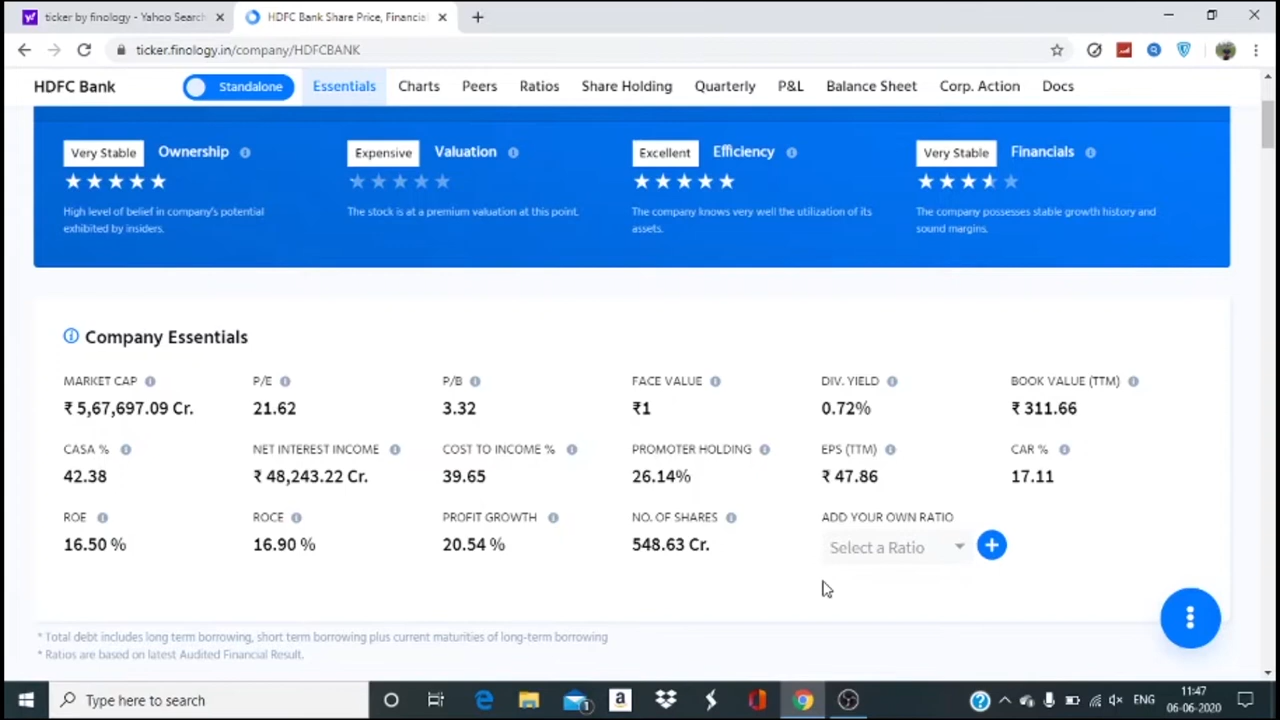 ticker by finology - Yahoo Search
HDFC Bank Share Price, Financia
ticker.finology.in/company/HDFCBANK
HDFC Bank Standalone Essentials Charts Peers Ratios Share Holding Quarterly P&L Balance Sheet Corp. Action Docs
Very Stable Ownership Expensive Valuation Excellent Efficiency Very Stable Financials
High level of belief in company's potential
exhibited by insiders.
The stock is at a premium valuation at this point.
The company knows very well the utilization of its
assets.
The company possesses stable growth history and
sound margins.
Company Essentials
MARKET CAP P/E P/B FACE VALUE DIV. YIELD BOOK VALUE (TTM)
₹ 5,67,697.09 Cr. 21.62 3.32 ₹1 0.72% ₹ 311.66
CASA % NET INTEREST INCOME COST TO INCOME % PROMOTER HOLDING EPS (TTM) CAR %
42.38 ₹ 48,243.22 Cr. 39.65 26.14% ₹ 47.86 17.11
ROE ROCE PROFIT GROWTH NO. OF SHARES ADD YOUR OWN RATIO
16.50 % 16.90 % 20.54 % 548.63 Cr. Select a Ratio
* Total debt includes long term borrowing, short term borrowing plus current maturities of long-term borrowing
* Ratios are based on latest Audited Financial Result.
Type here to search
ENG
11:47
06-06-2020